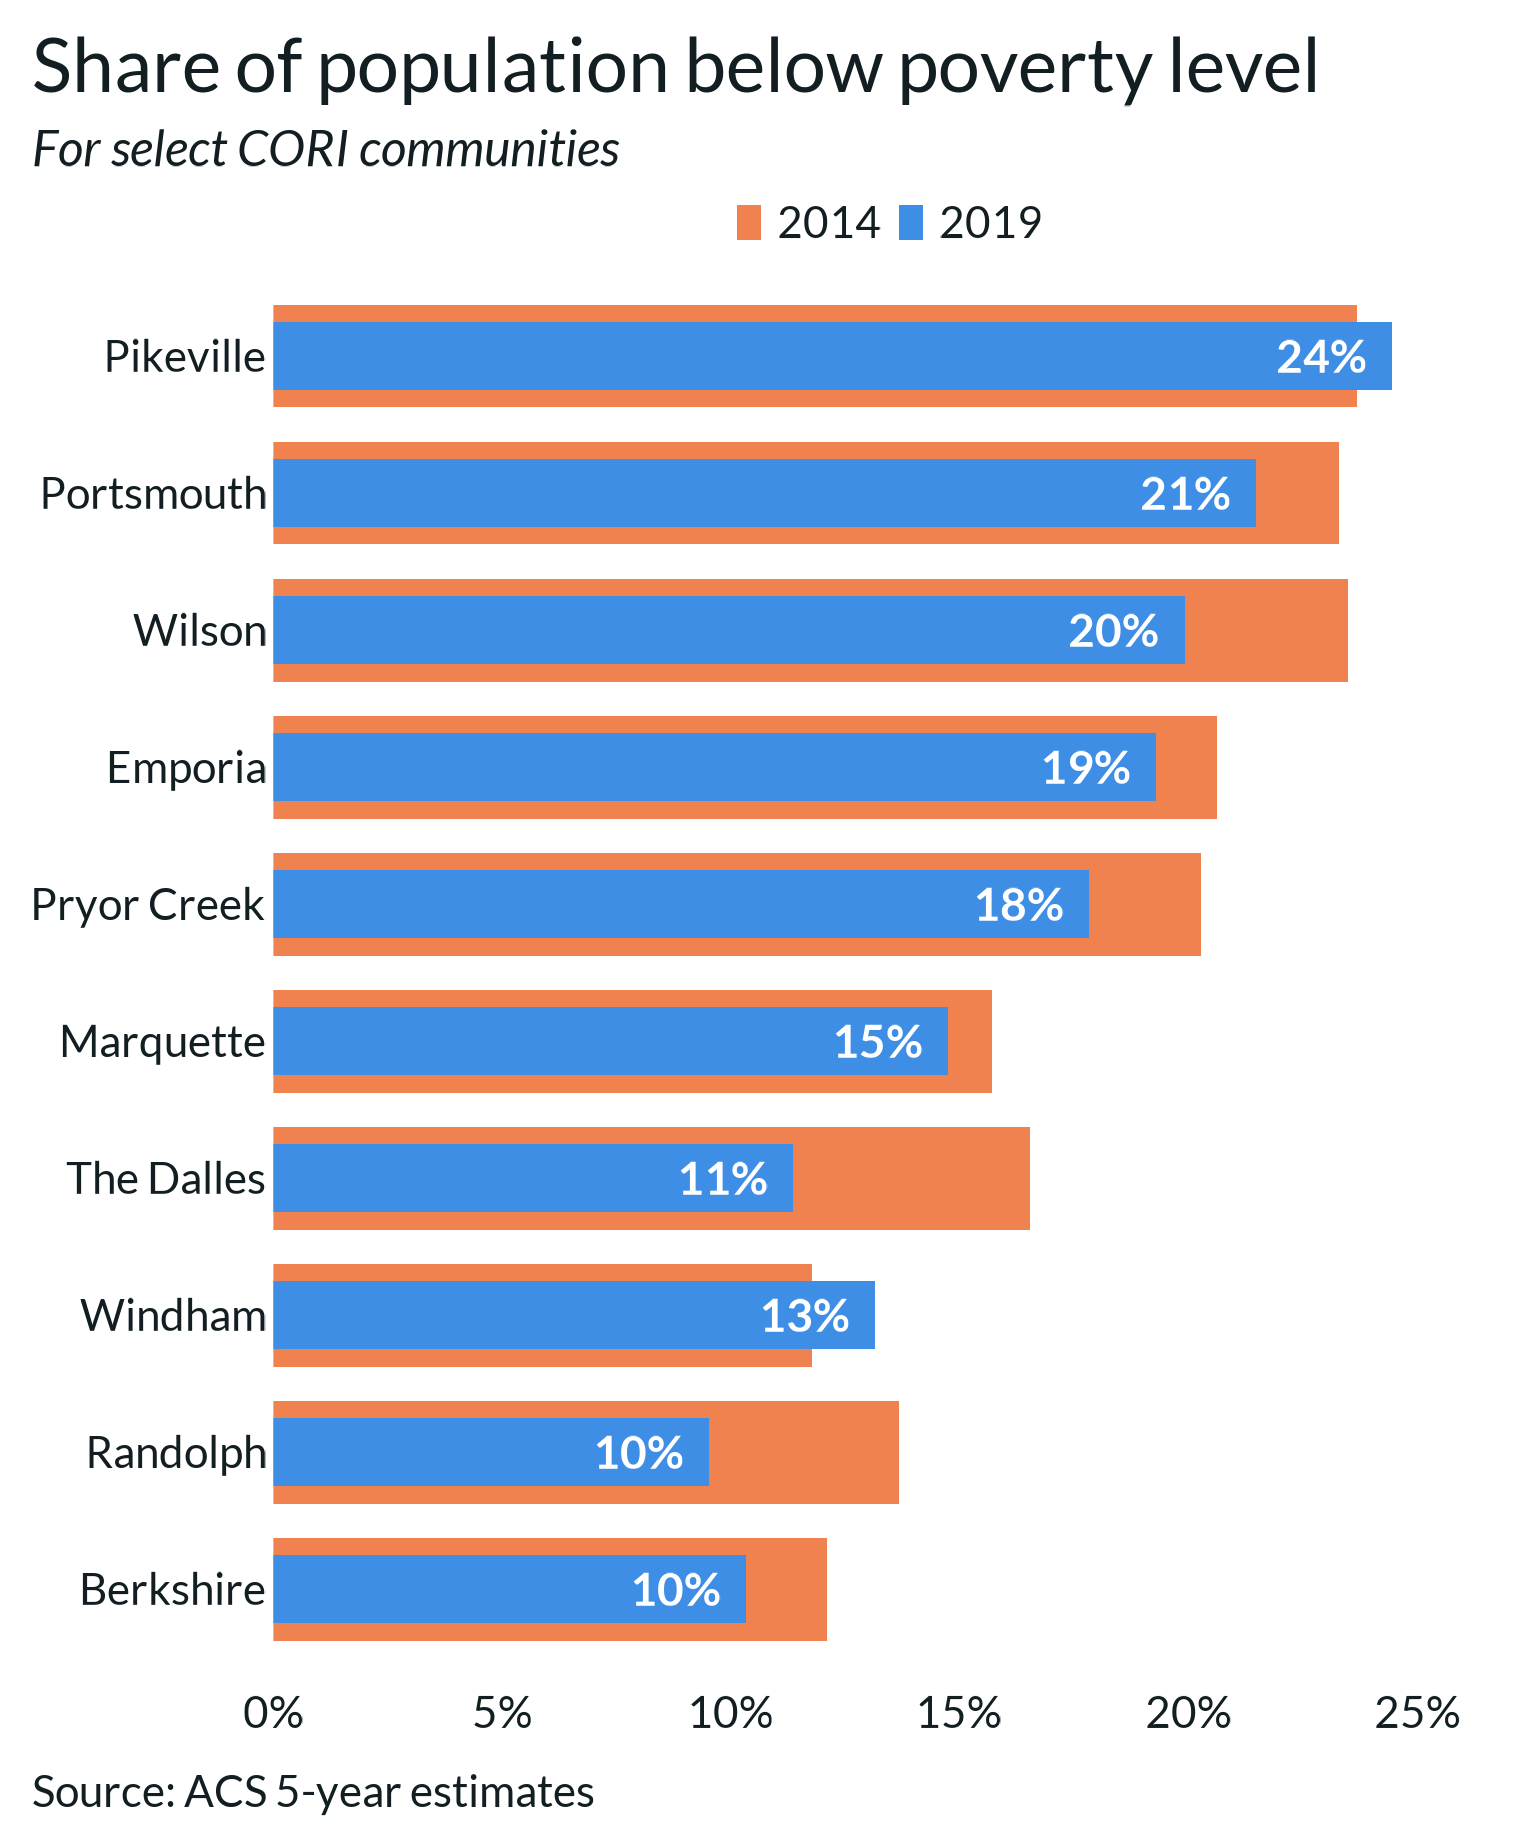 Share of population below poverty level
For select CORI communities
2014 2019
Pikeville 24%
Portsmouth 21%
Wilson 20%
Emporia 19%
Pryor Creek 18%
Marquette 15%
The Dalles 11%
Windham 13%
Randolph 10%
Berkshire 10%
0% 5% 10% 15% 20% 25%
Source: ACS 5-year estimates